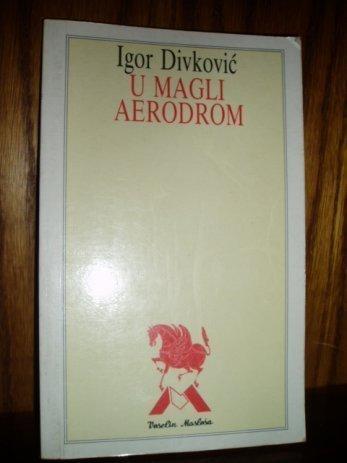 Igor Divković
U MAGLI
AERODROM
Veselin Masleša